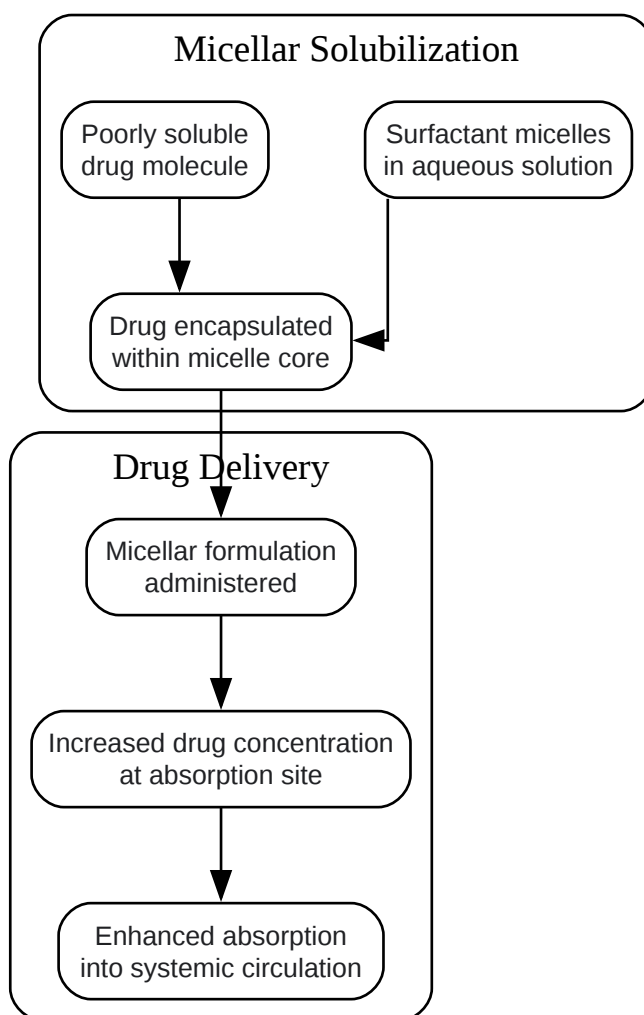 Micellar Solubilization
Poorly soluble
drug molecule
Surfactant micelles
in aqueous solution
Drug encapsulated
within micelle core
Drug Delivery
Micellar formulation
administered
Increased drug concentration
at absorption site
Enhanced absorption
into systemic circulation